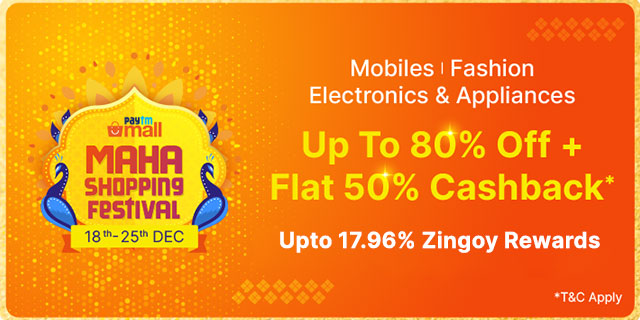 paytm
mall
MAHA
SHOPPING
FESTIVAL
18th-25th DEC
Mobiles | Fashion
Electronics & Appliances
Up To 80% Off +
Flat 50% Cashback*
Upto 17.96% Zingoy Rewards
*T&C Apply